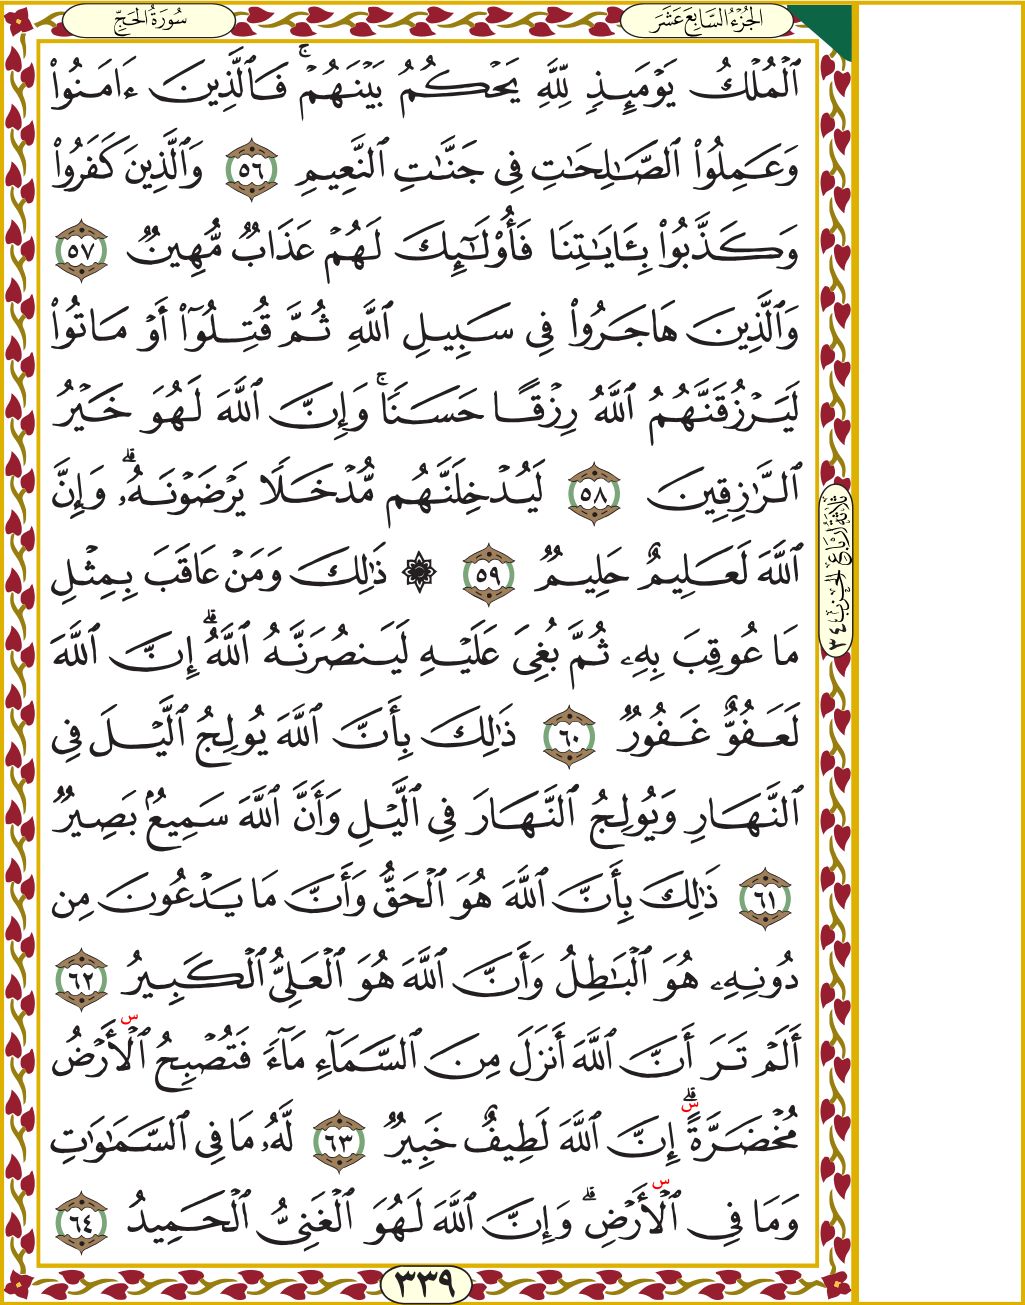 الجُزْءُ السَّابِعَ عَشَرَ
سُورَةُ الحَجِّ
ٱلْمُلْكُ يَوْمَئِذٍ لِّلَّهِ يَحْكُمُ بَيْنَهُمْ ۚ فَٱلَّذِينَ ءَامَنُوا۟
وَعَمِلُوا۟ ٱلصَّـٰلِحَـٰتِ فِى جَنَّـٰتِ ٱلنَّعِيمِ ٥٦ وَٱلَّذِينَ كَفَرُوا۟
وَكَذَّبُوا۟ بِـَٔايَـٰتِنَا فَأُو۟لَـٰٓئِكَ لَهُمْ عَذَابٌ مُّهِينٌ ٥٧
وَٱلَّذِينَ هَاجَرُوا۟ فِى سَبِيلِ ٱللَّهِ ثُمَّ قُتِلُوٓا۟ أَوْ مَاتُوا۟
لَيَرْزُقَنَّهُمُ ٱللَّهُ رِزْقًا حَسَنًا ۚ وَإِنَّ ٱللَّهَ لَهُوَ خَيْرُ
ٱلرَّٰزِقِينَ ٥٨ لَيُدْخِلَنَّهُم مُّدْخَلًا يَرْضَوْنَهُۥ ۗ وَإِنَّ
ٱللَّهَ لَعَلِيمٌ حَلِيمٌ ٥٩ ۞ ذَٰلِكَ وَمَنْ عَاقَبَ بِمِثْلِ
مَا عُوقِبَ بِهِۦ ثُمَّ بُغِىَ عَلَيْهِ لَيَنصُرَنَّهُ ٱللَّهُ ۗ إِنَّ ٱللَّهَ
لَعَفُوٌّ غَفُورٌ ٦٠ ذَٰلِكَ بِأَنَّ ٱللَّهَ يُولِجُ ٱلَّيْلَ فِى
ٱلنَّهَارِ وَيُولِجُ ٱلنَّهَارَ فِى ٱلَّيْلِ وَأَنَّ ٱللَّهَ سَمِيعٌۢ بَصِيرٌ
٦١ ذَٰلِكَ بِأَنَّ ٱللَّهَ هُوَ ٱلْحَقُّ وَأَنَّ مَا يَدْعُونَ مِن
دُونِهِۦ هُوَ ٱلْبَـٰطِلُ وَأَنَّ ٱللَّهَ هُوَ ٱلْعَلِىُّ ٱلْكَبِيرُ ٦٢
أَلَمْ تَرَ أَنَّ ٱللَّهَ أَنزَلَ مِنَ ٱلسَّمَآءِ مَآءً فَتُصْبِحُ ٱلْأَرْضُ
مُخْضَرَّةً ۗ إِنَّ ٱللَّهَ لَطِيفٌ خَبِيرٌ ٦٣ لَّهُۥ مَا فِى ٱلسَّمَـٰوَٰتِ
وَمَا فِى ٱلْأَرْضِ ۗ وَإِنَّ ٱللَّهَ لَهُوَ ٱلْغَنِىُّ ٱلْحَمِيدُ ٦٤
ثَلَاثَةُ أَرْبَاعِ الحِزْبِ ٣٤
٣٣٩